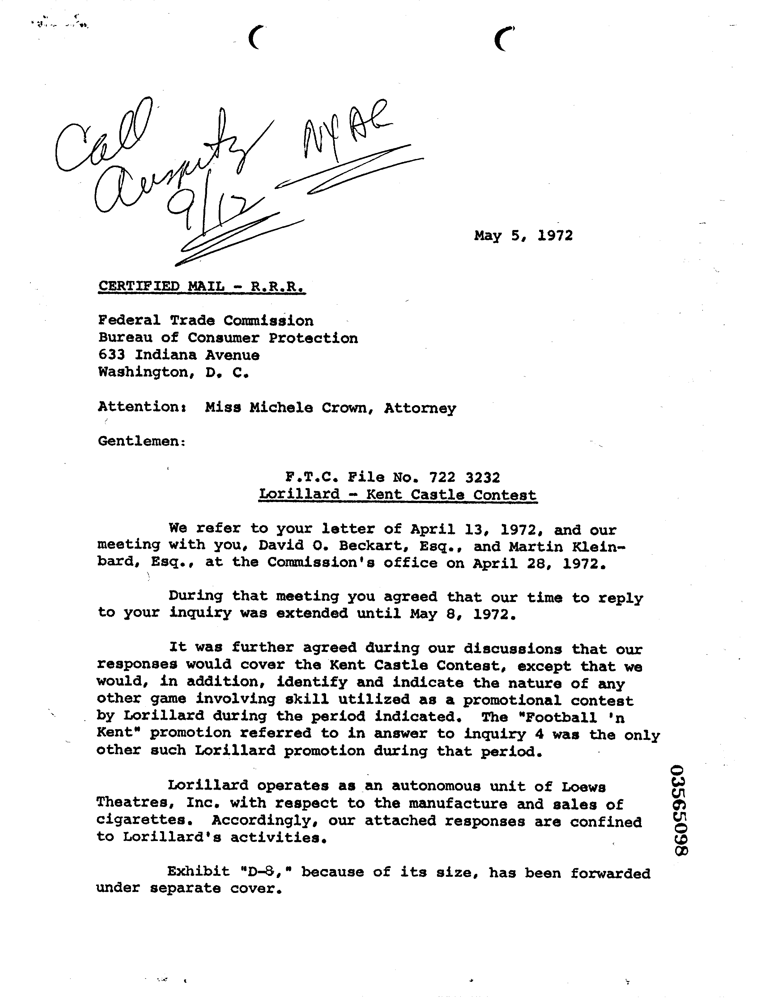 Call
Auspitz NYAG
9/12
May 5, 1972
CERTIFIED MAIL - R.R.R.
Federal Trade Commission
Bureau of Consumer Protection
633 Indiana Avenue
Washington, D. C.
Attention: Miss Michele Crown, Attorney
Gentlemen:
F.T.C. File No. 722 3232
Lorillard - Kent Castle Contest
We refer to your letter of April 13, 1972, and our
meeting with you, David O. Beckart, Esq., and Martin Klein-
bard, Esq., at the Commission's office on April 28, 1972.
During that meeting you agreed that our time to reply
to your inquiry was extended until May 8, 1972.
It was further agreed during our discussions that our
responses would cover the Kent Castle Contest, except that we
would, in addition, identify and indicate the nature of any
other game involving skill utilized as a promotional contest
by Lorillard during the period indicated. The "Football 'n
Kent" promotion referred to in answer to inquiry 4 was the only
other such Lorillard promotion during that period.
Lorillard operates as an autonomous unit of Loews
Theatres, Inc. with respect to the manufacture and sales of
cigarettes. Accordingly, our attached responses are confined
to Lorillard's activities.
Exhibit "D-8," because of its size, has been forwarded
under separate cover.
03565098